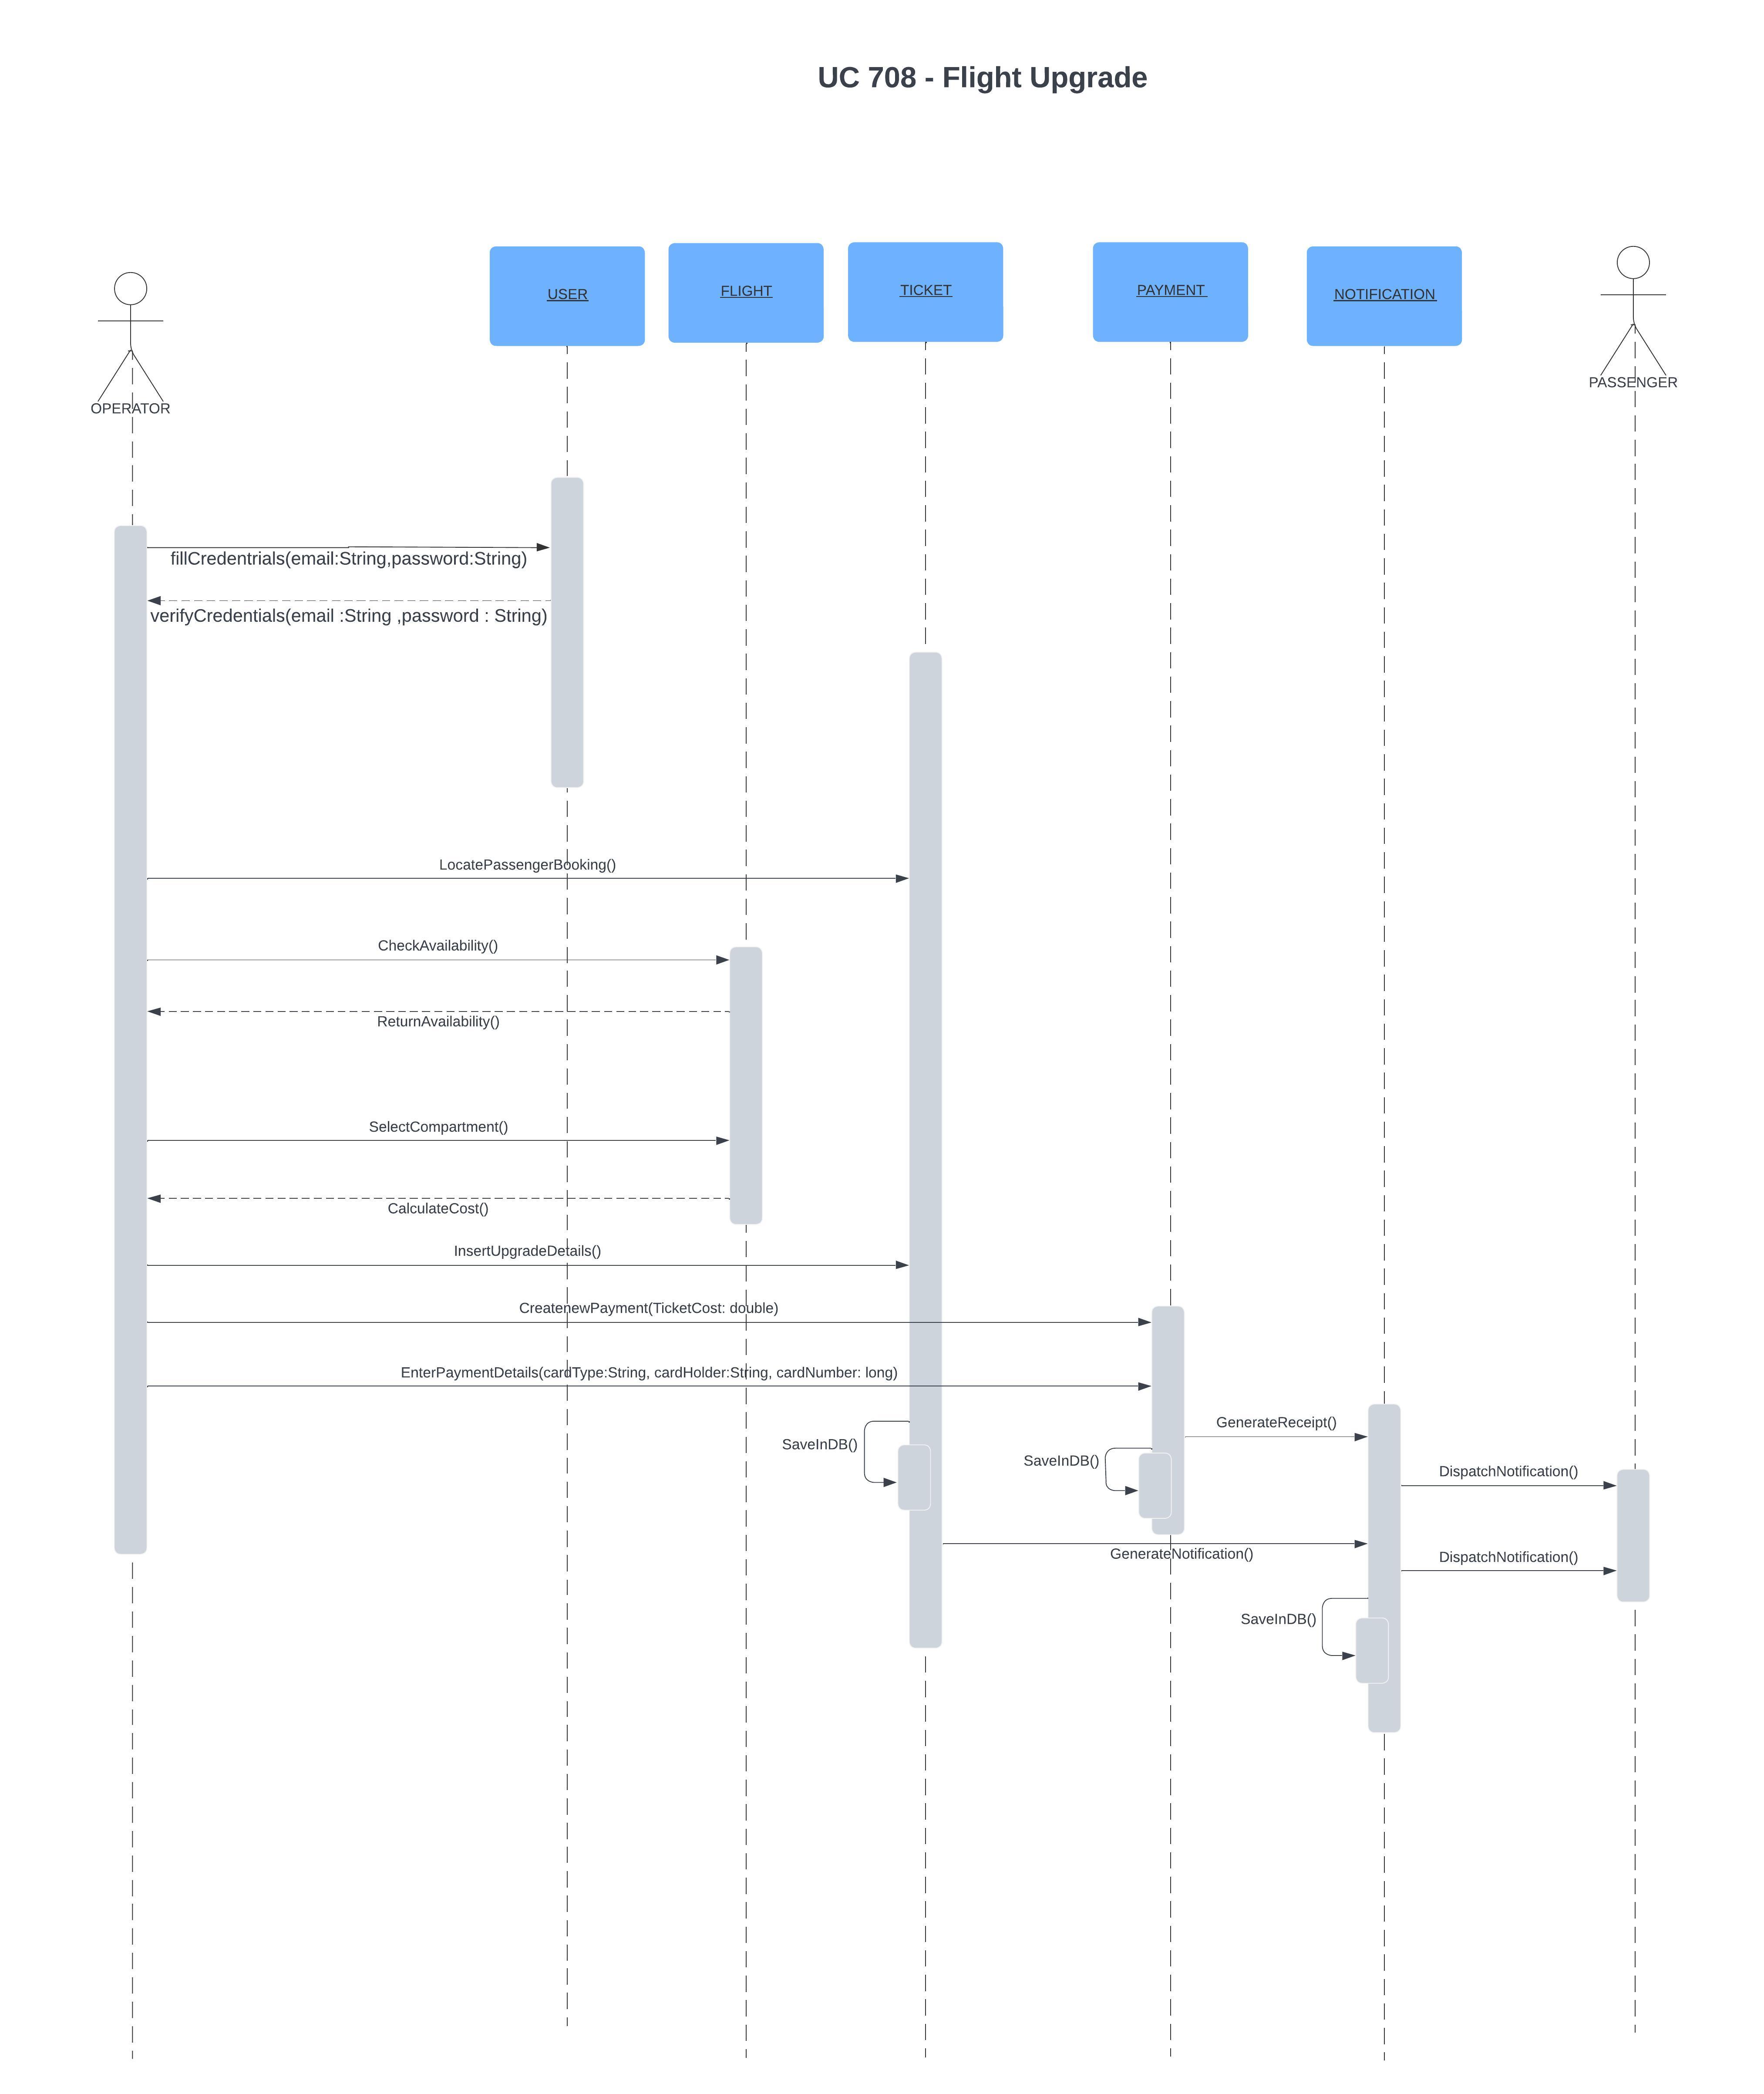 UC 708 - Flight Upgrade
USER
FLIGHT
TICKET
PAYMENT
NOTIFICATION
PASSENGER
OPERATOR
fillCredentrials(email:String,password:String)
verifyCredentials(email :String ,password : String)
LocatePassengerBooking()
CheckAvailability()
ReturnAvailability()
SelectCompartment()
CalculateCost()
InsertUpgradeDetails()
CreatenewPayment(TicketCost: double)
EnterPaymentDetails(cardType:String, cardHolder:String, cardNumber: long)
GenerateReceipt()
SaveInDB()
SaveInDB()
DispatchNotification()
GenerateNotification()
DispatchNotification()
SaveInDB()